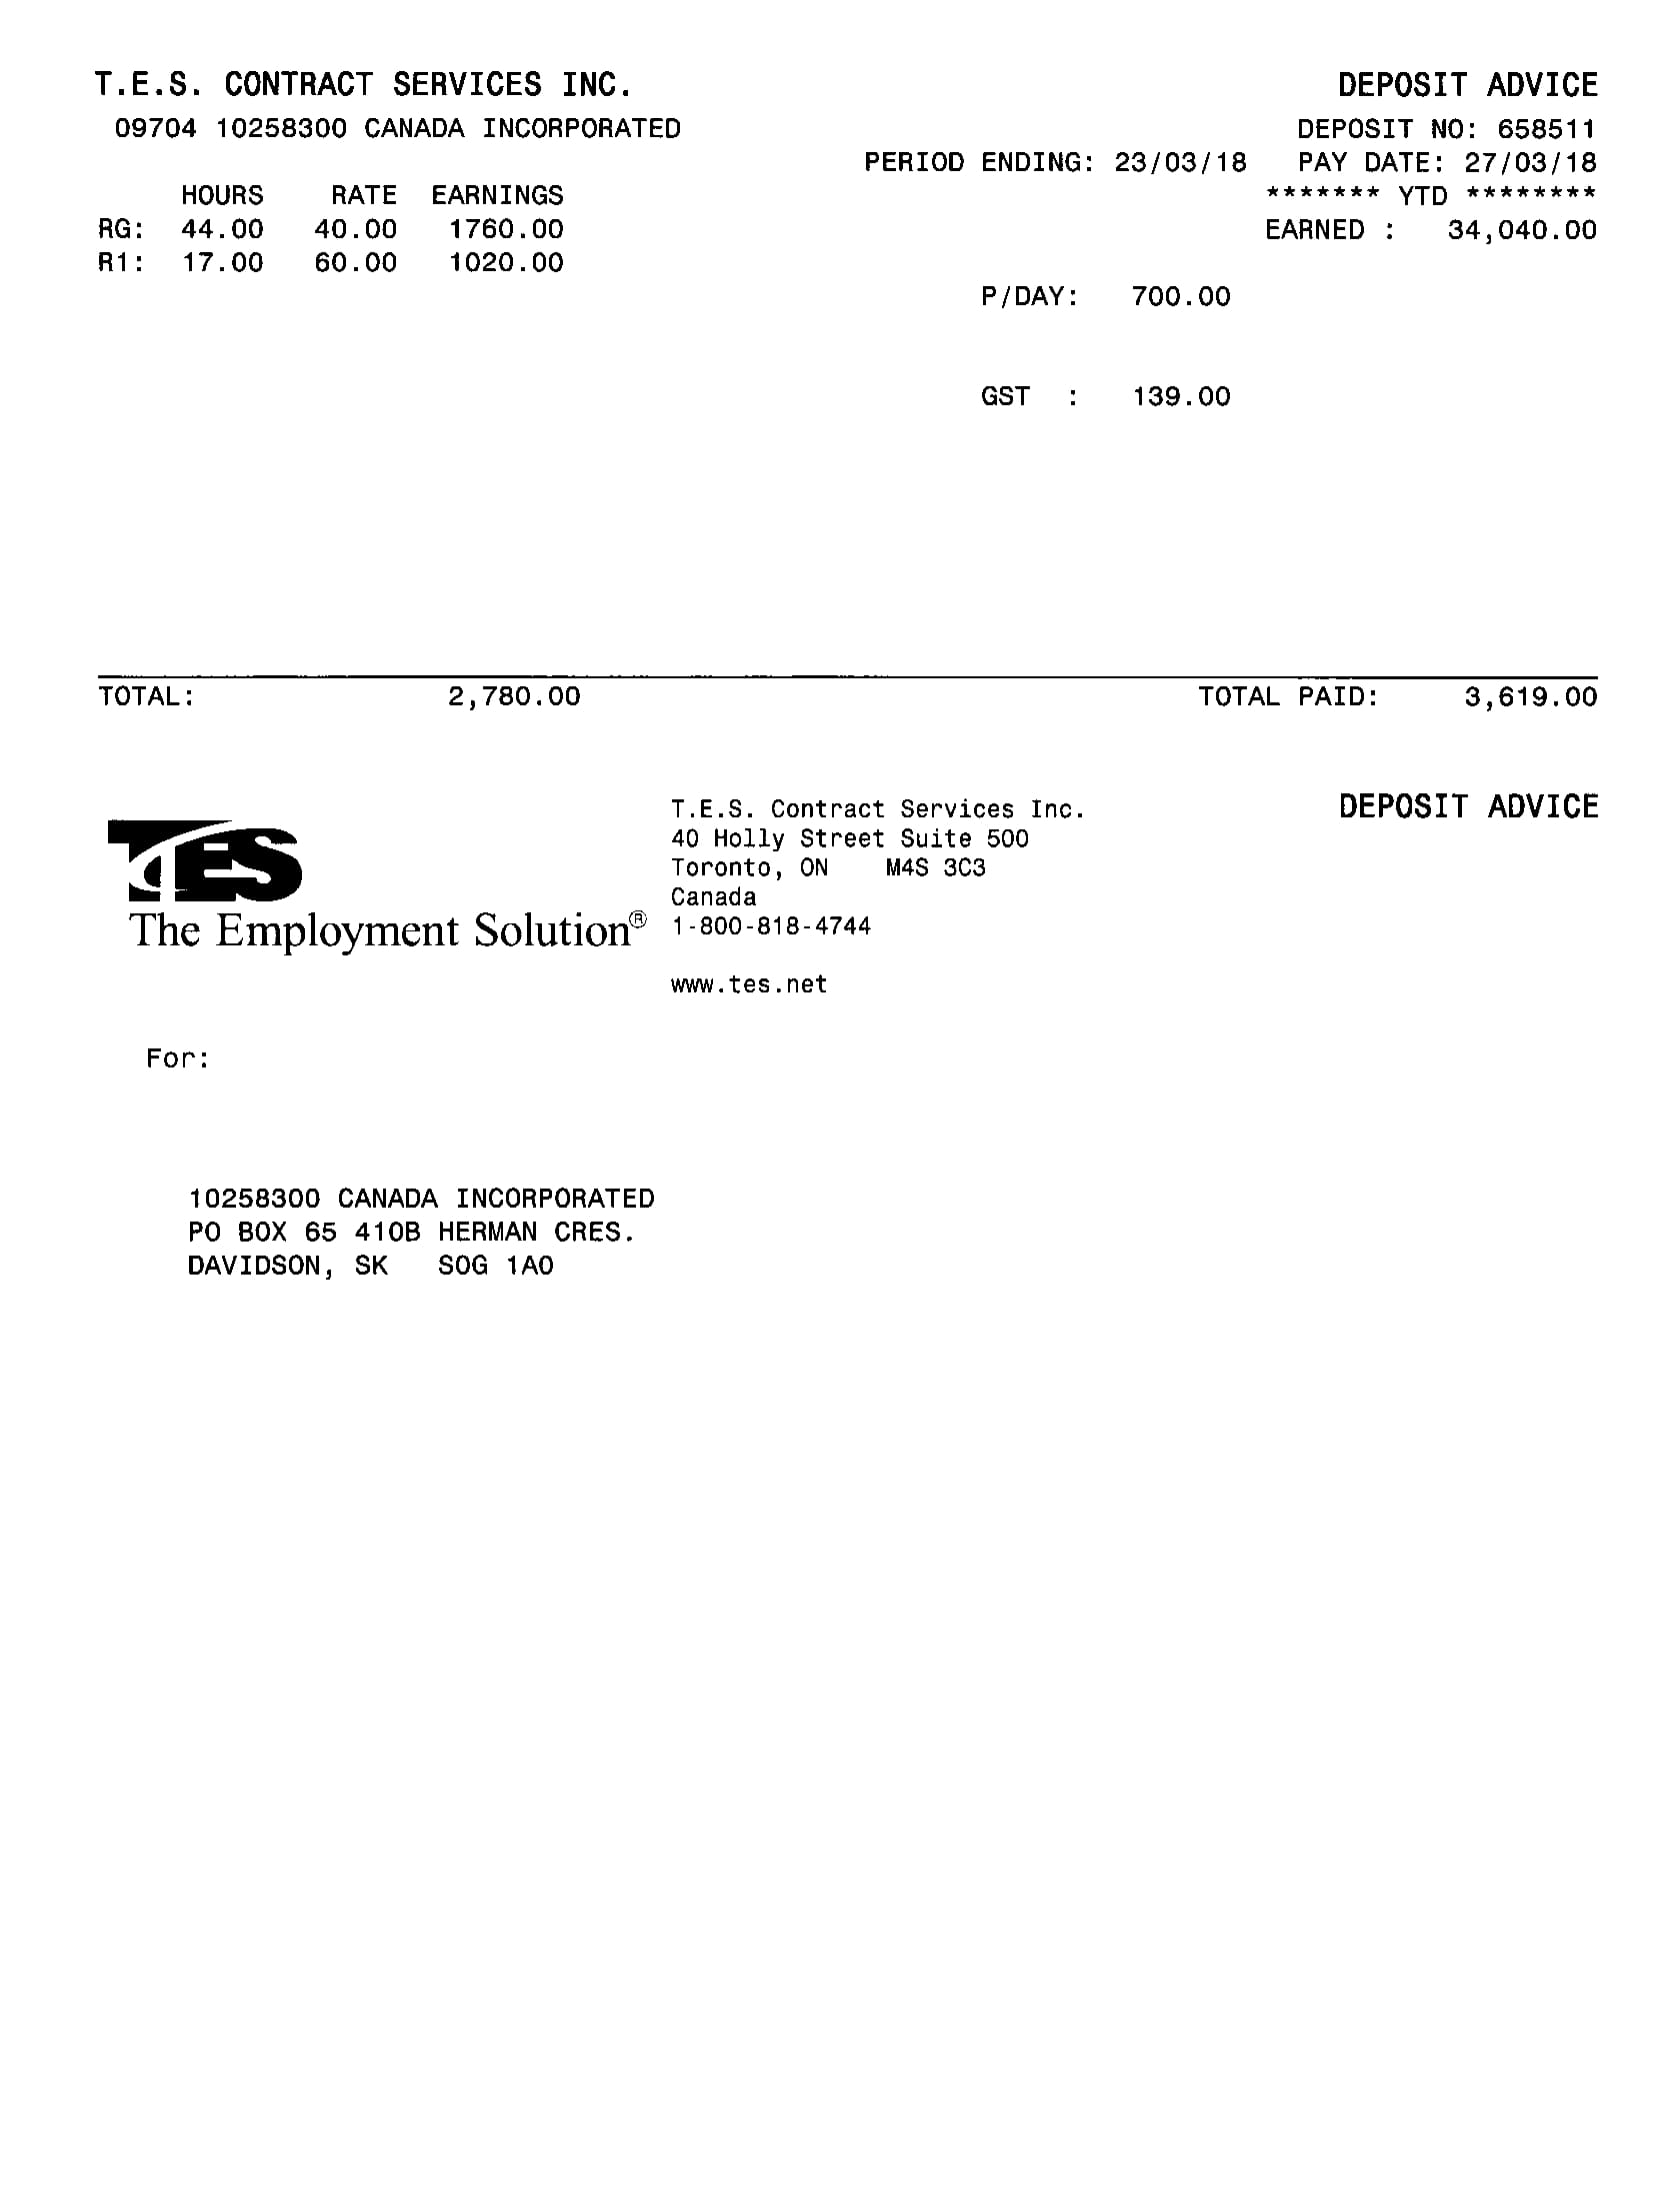 T.E.S. CONTRACT SERVICES INC. DEPOSIT ADVICE
09704 10258300 CANADA INCORPORATED DEPOSIT NO: 658511
PERIOD ENDING: 23/03/18 PAY DATE: 27/03/18
HOURS RATE EARNINGS ******* YTD ********
RG: 44.00 40.00 1760.00 EARNED : 34,040.00
R1: 17.00 60.00 1020.00
P/DAY: 700.00
GST : 139.00
TOTAL: 2,780.00 TOTAL PAID: 3,619.00
TES
The Employment Solution®
T.E.S. Contract Services Inc.
40 Holly Street Suite 500
Toronto, ON M4S 3C3
Canada
1-800-818-4744
www.tes.net
DEPOSIT ADVICE
For:
10258300 CANADA INCORPORATED
PO BOX 65 410B HERMAN CRES.
DAVIDSON, SK S0G 1A0